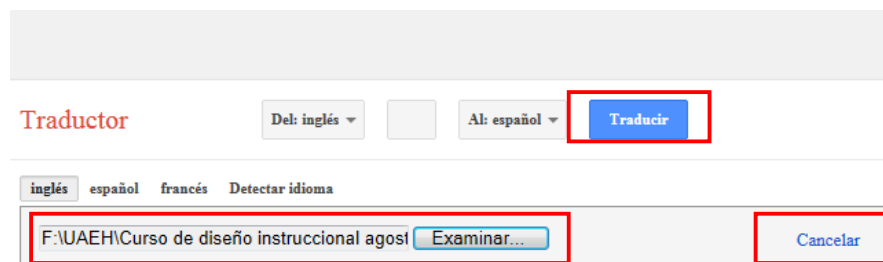 Traductor Del: inglés Al: español Traducir
inglés español francés Detectar idioma
F:\UAEH\Curso de diseño instruccional agost Examinar... Cancelar